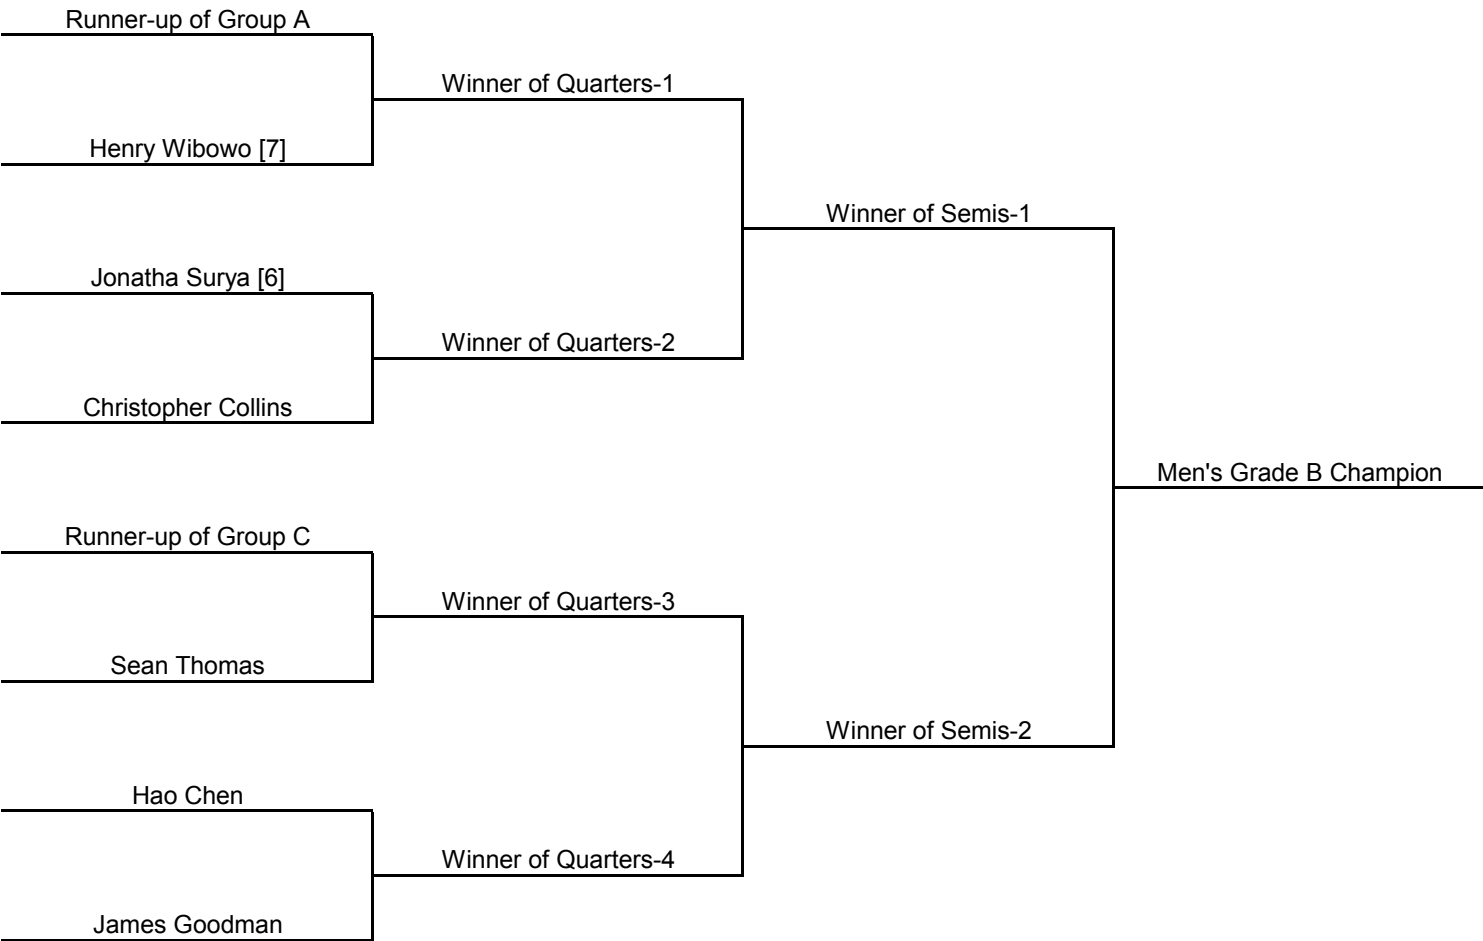 Runner-up of Group A
Winner of Quarters-1
Henry Wibowo [7]
Winner of Semis-1
Jonatha Surya [6]
Winner of Quarters-2
Christopher Collins
Men's Grade B Champion
Runner-up of Group C
Winner of Quarters-3
Sean Thomas
Winner of Semis-2
Hao Chen
Winner of Quarters-4
James Goodman